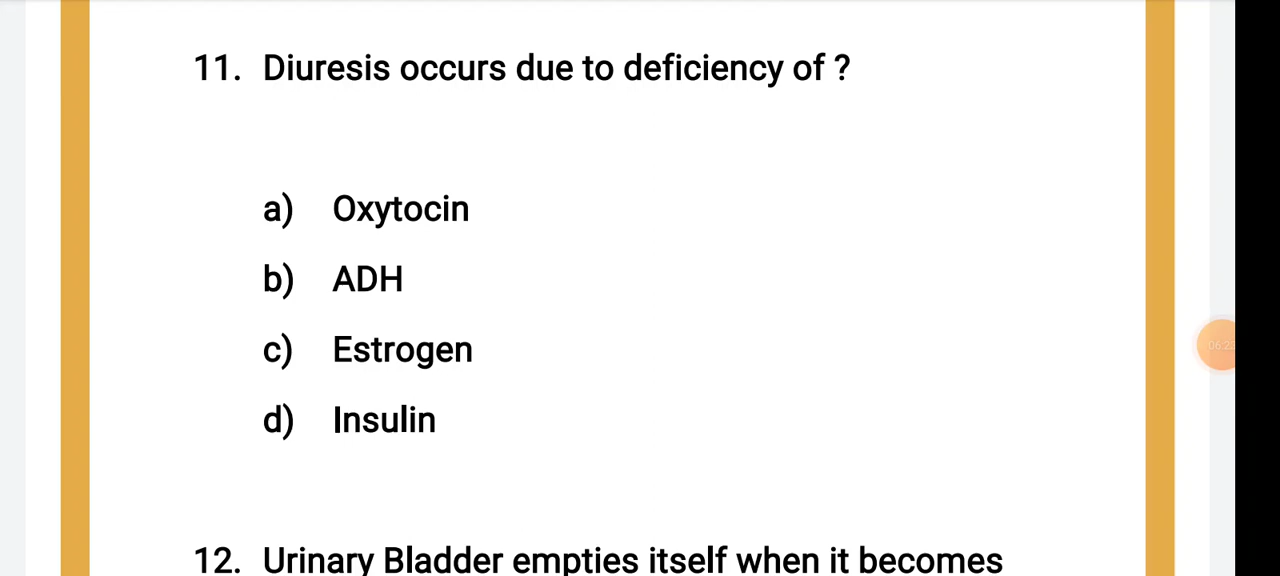 11. Diuresis occurs due to deficiency of ?
a) Oxytocin
b) ADH
c) Estrogen
d) Insulin
12. Urinary Bladder empties itself when it becomes